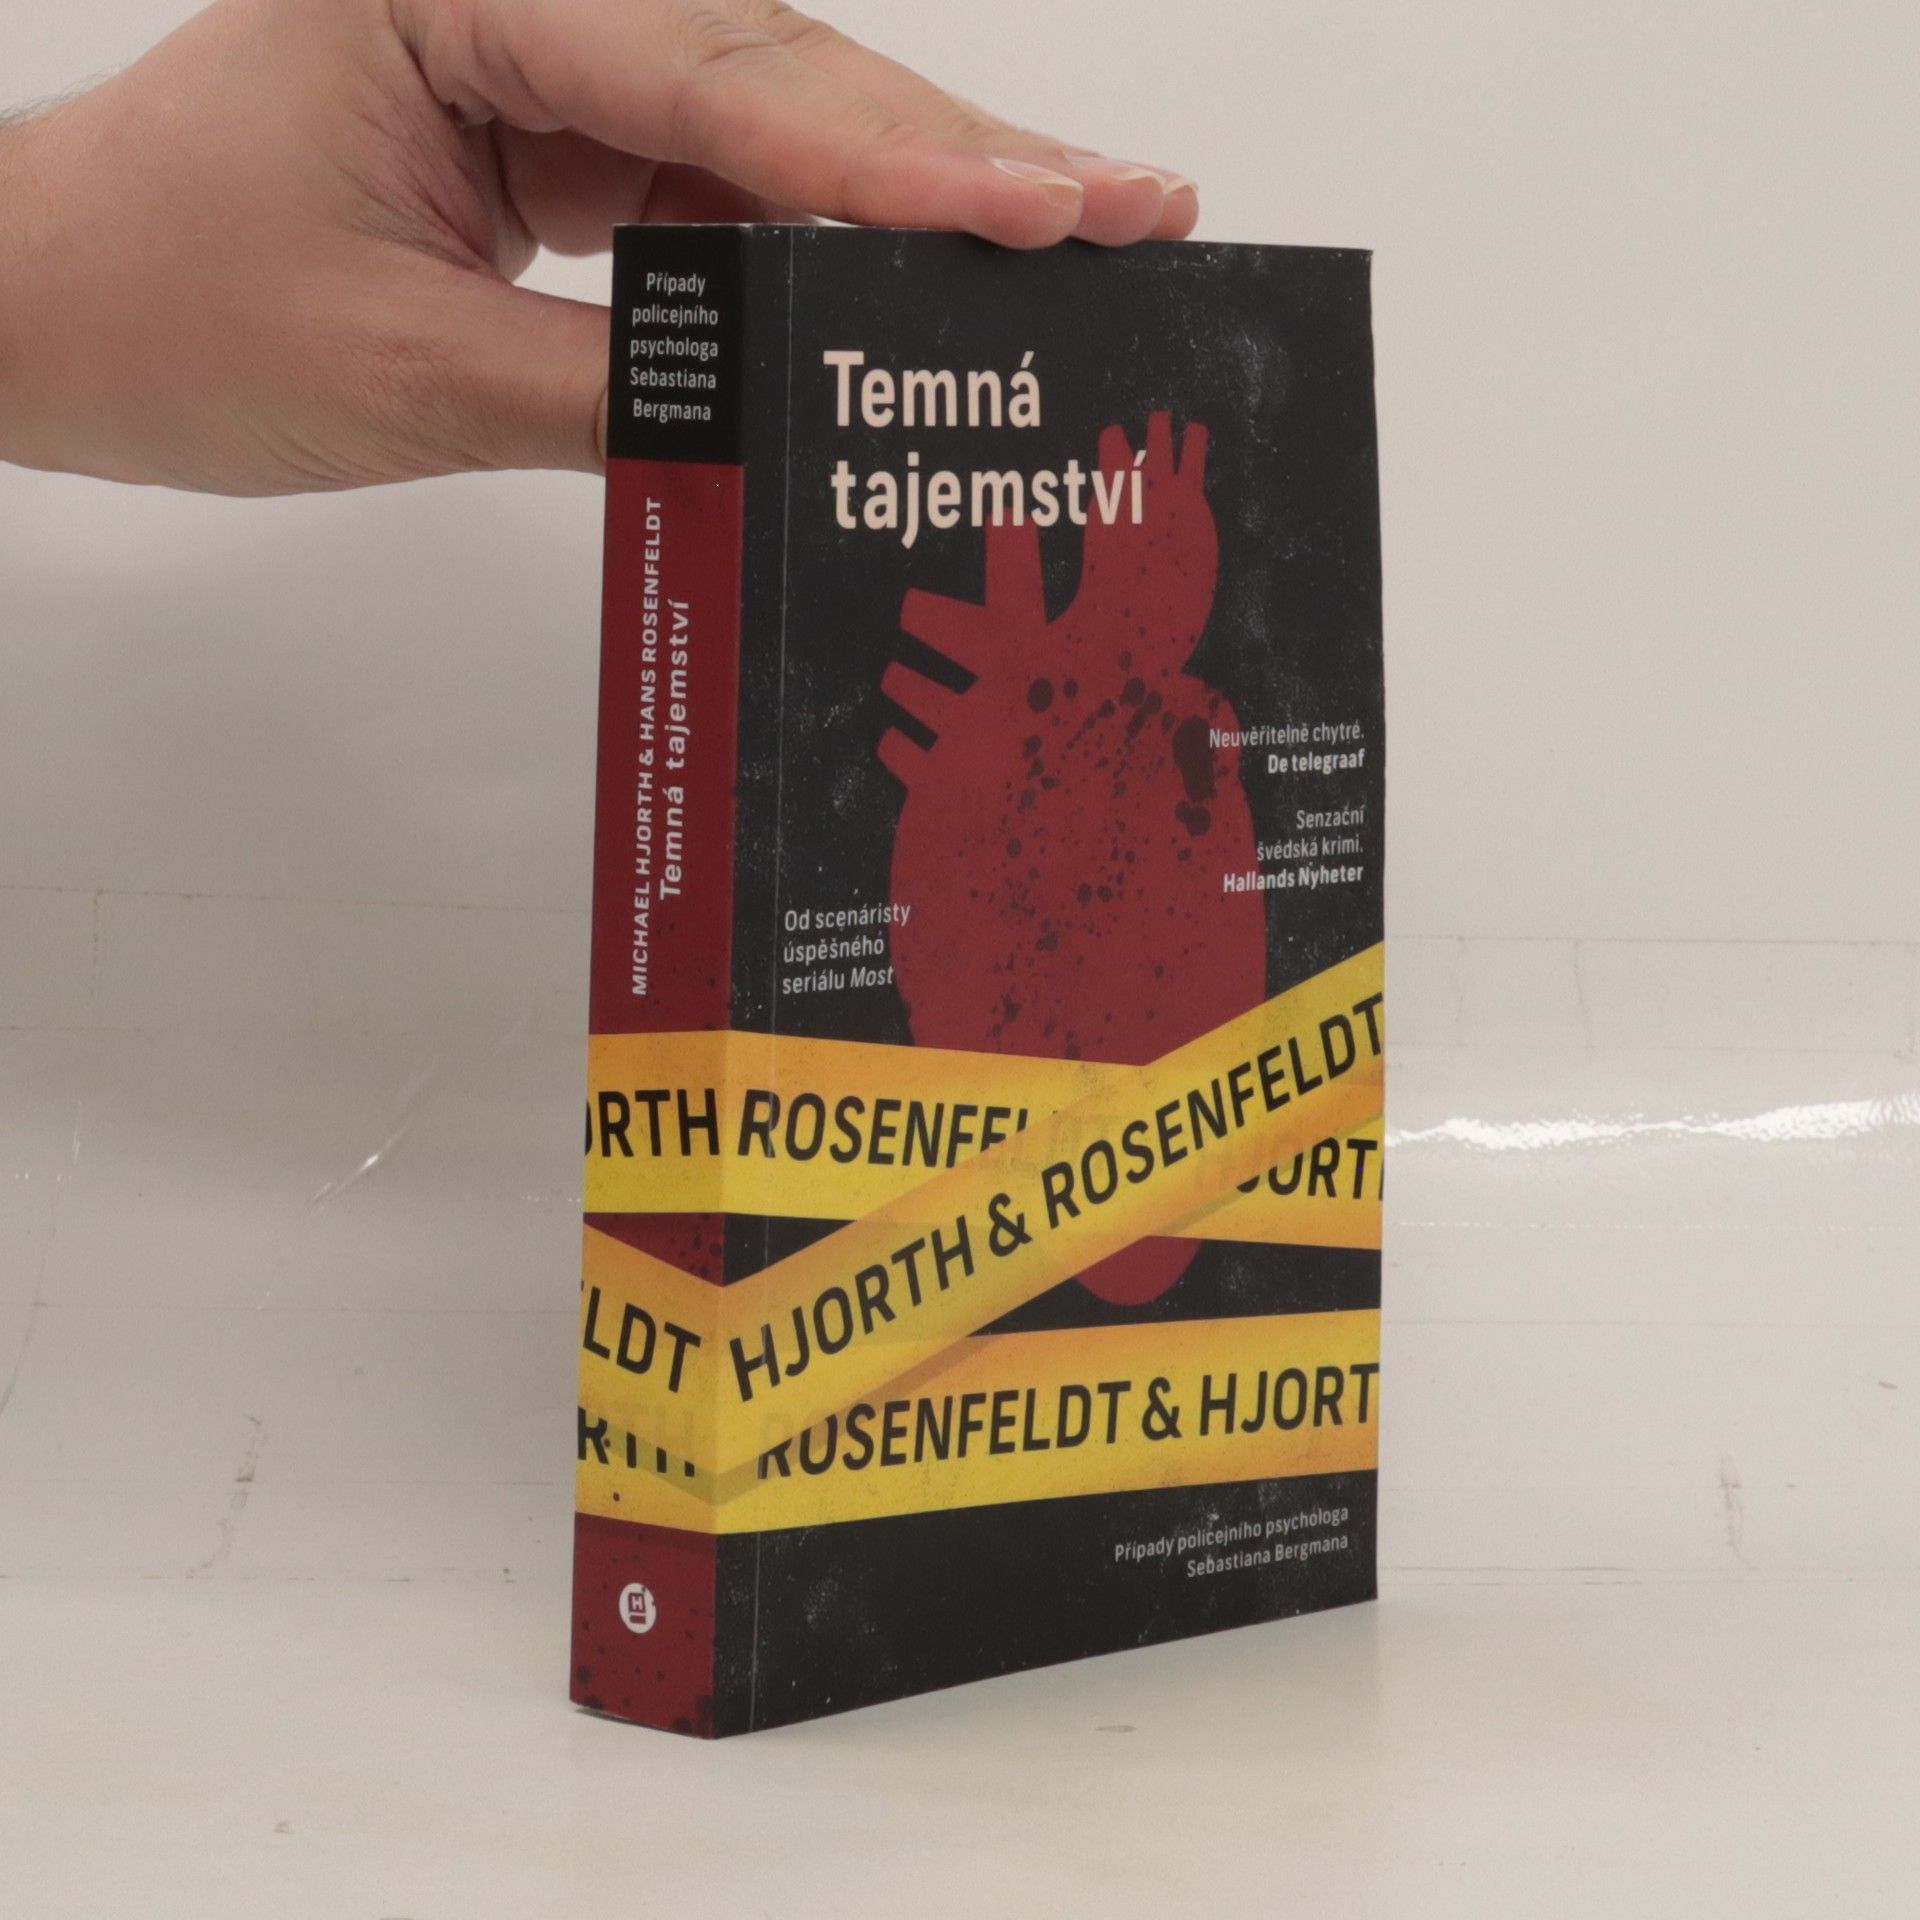 Případy
policejního
psychologa
Sebastiana
Bergmana
MICHAEL HJORTH & HANS ROSENFELDT
Temná tajemství
Temná
tajemství
Neuvěřitelně chytré.
De telegraaf
Senzační
švédská krimi.
Hallands Nyheter
Od scenáristy
úspěšného
seriálu Most
ORTH ROSENFELDT
HJORTH & ROSENFELDT
HJORT
LDT
RTH
ROSENFELDT & HJORT
Případy policejního psychologa
Sebastiana Bergmana
H